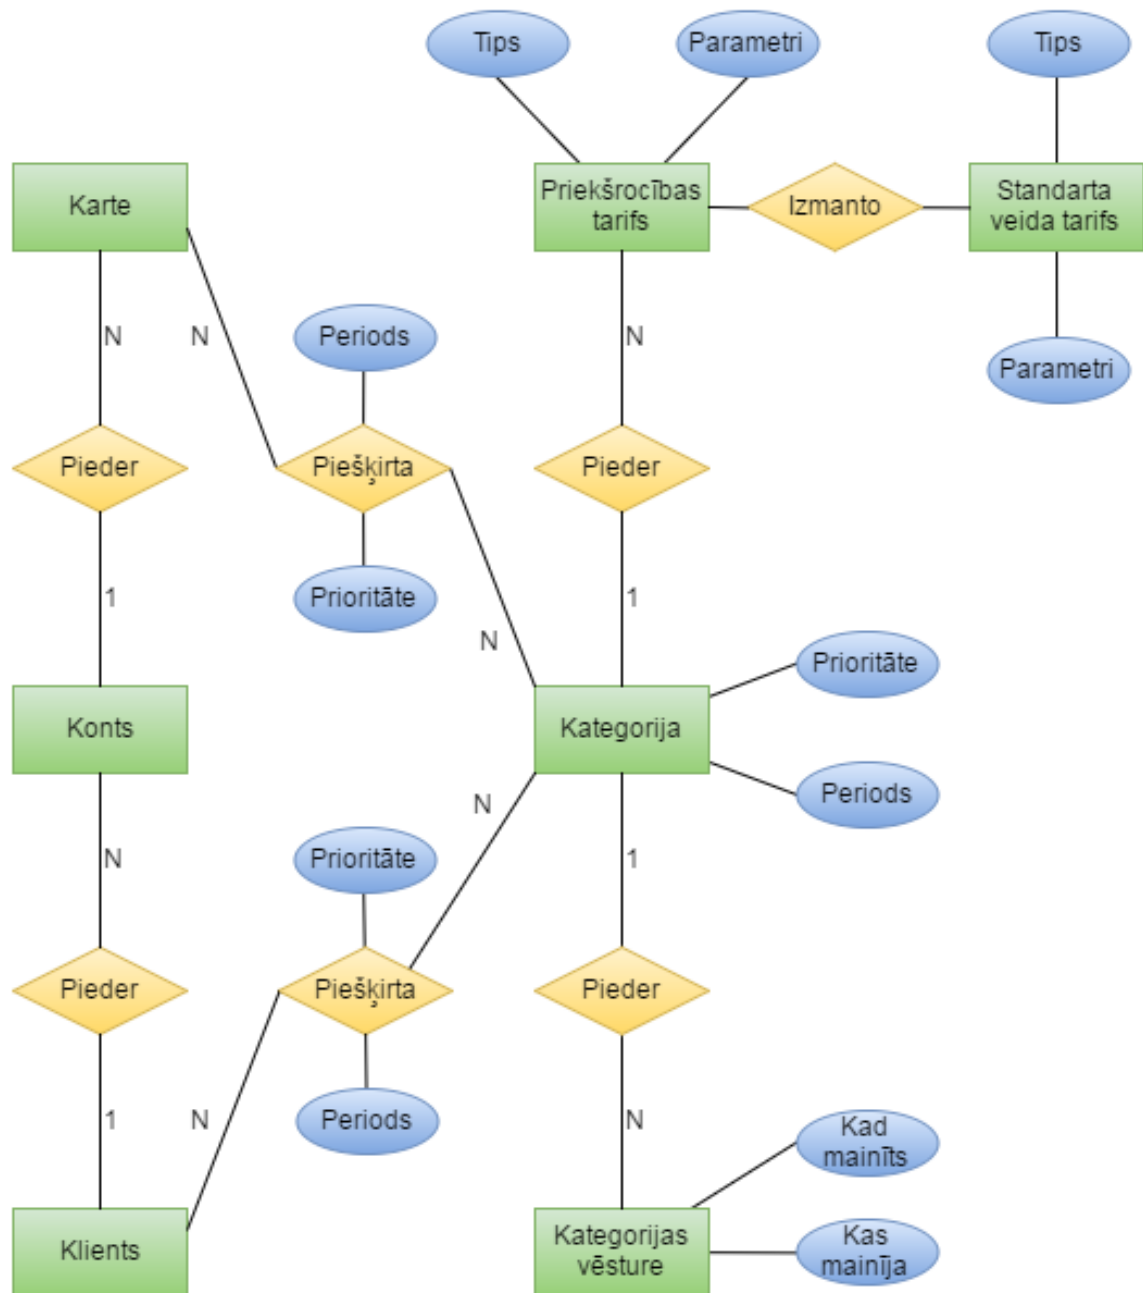 Tips
Parametri
Tips
Karte
Priekšrocības
tarifs
Izmanto
Standarta
veida tarifs
N
N
Periods
N
Parametri
Pieder
Piešķirta
Pieder
1
Prioritāte
1
N
Prioritāte
Konts
Kategorija
Periods
N
N
Prioritāte
1
Pieder
Piešķirta
Pieder
1
N
Periods
N
Kad
mainīts
Klients
Kategorijas
vēsture
Kas
mainīja